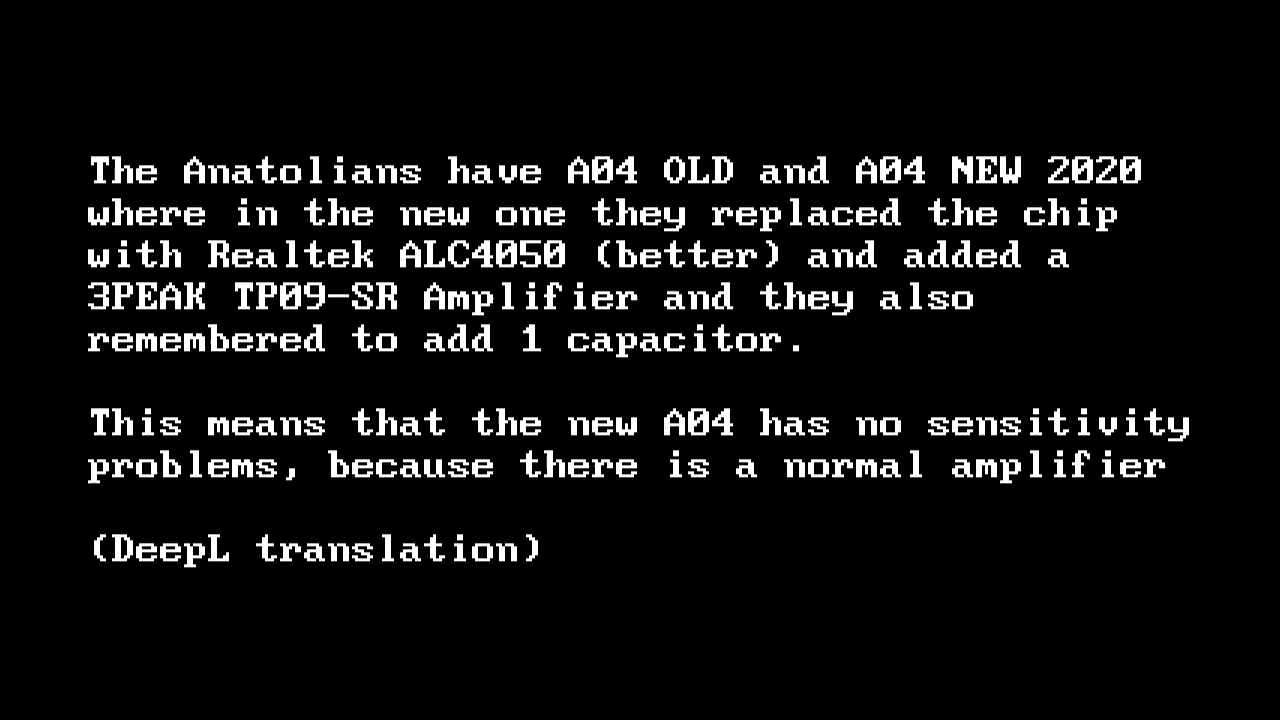 The Anatolians have A04 OLD and A04 NEW 2020
where in the new one they replaced the chip
with Realtek ALC4050 (better) and added a
3PEAK TP09-SR Amplifier and they also
remembered to add 1 capacitor.
This means that the new A04 has no sensitivity
problems, because there is a normal amplifier
(DeepL translation)